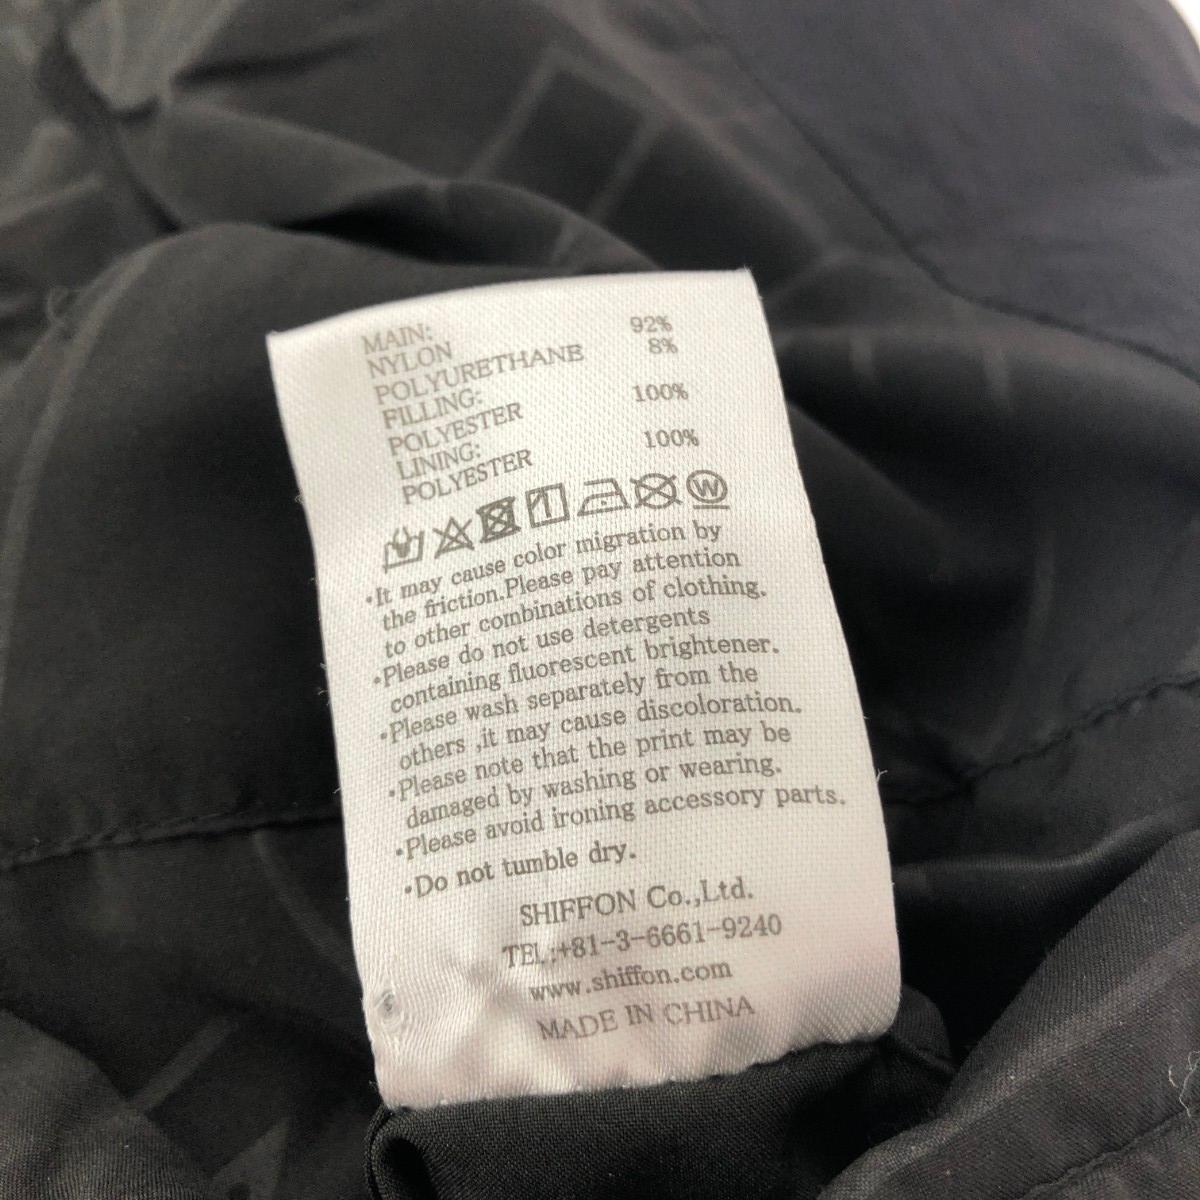 MAIN:
NYLON 92%
POLYURETHANE 8%
FILLING:
POLYESTER 100%
LINING:
POLYESTER 100%
W
·It may cause color migration by
the friction.Please pay attention
to other combinations of clothing.
·Please do not use detergents
containing fluorescent brightener.
·Please wash separately from the
others ,it may cause discoloration.
·Please note that the print may be
damaged by washing or wearing.
·Please avoid ironing accessory parts.
·Do not tumble dry.
SHIFFON Co.,Ltd.
TEL:+81-3-6661-9240
www.shiffon.com
MADE IN CHINA